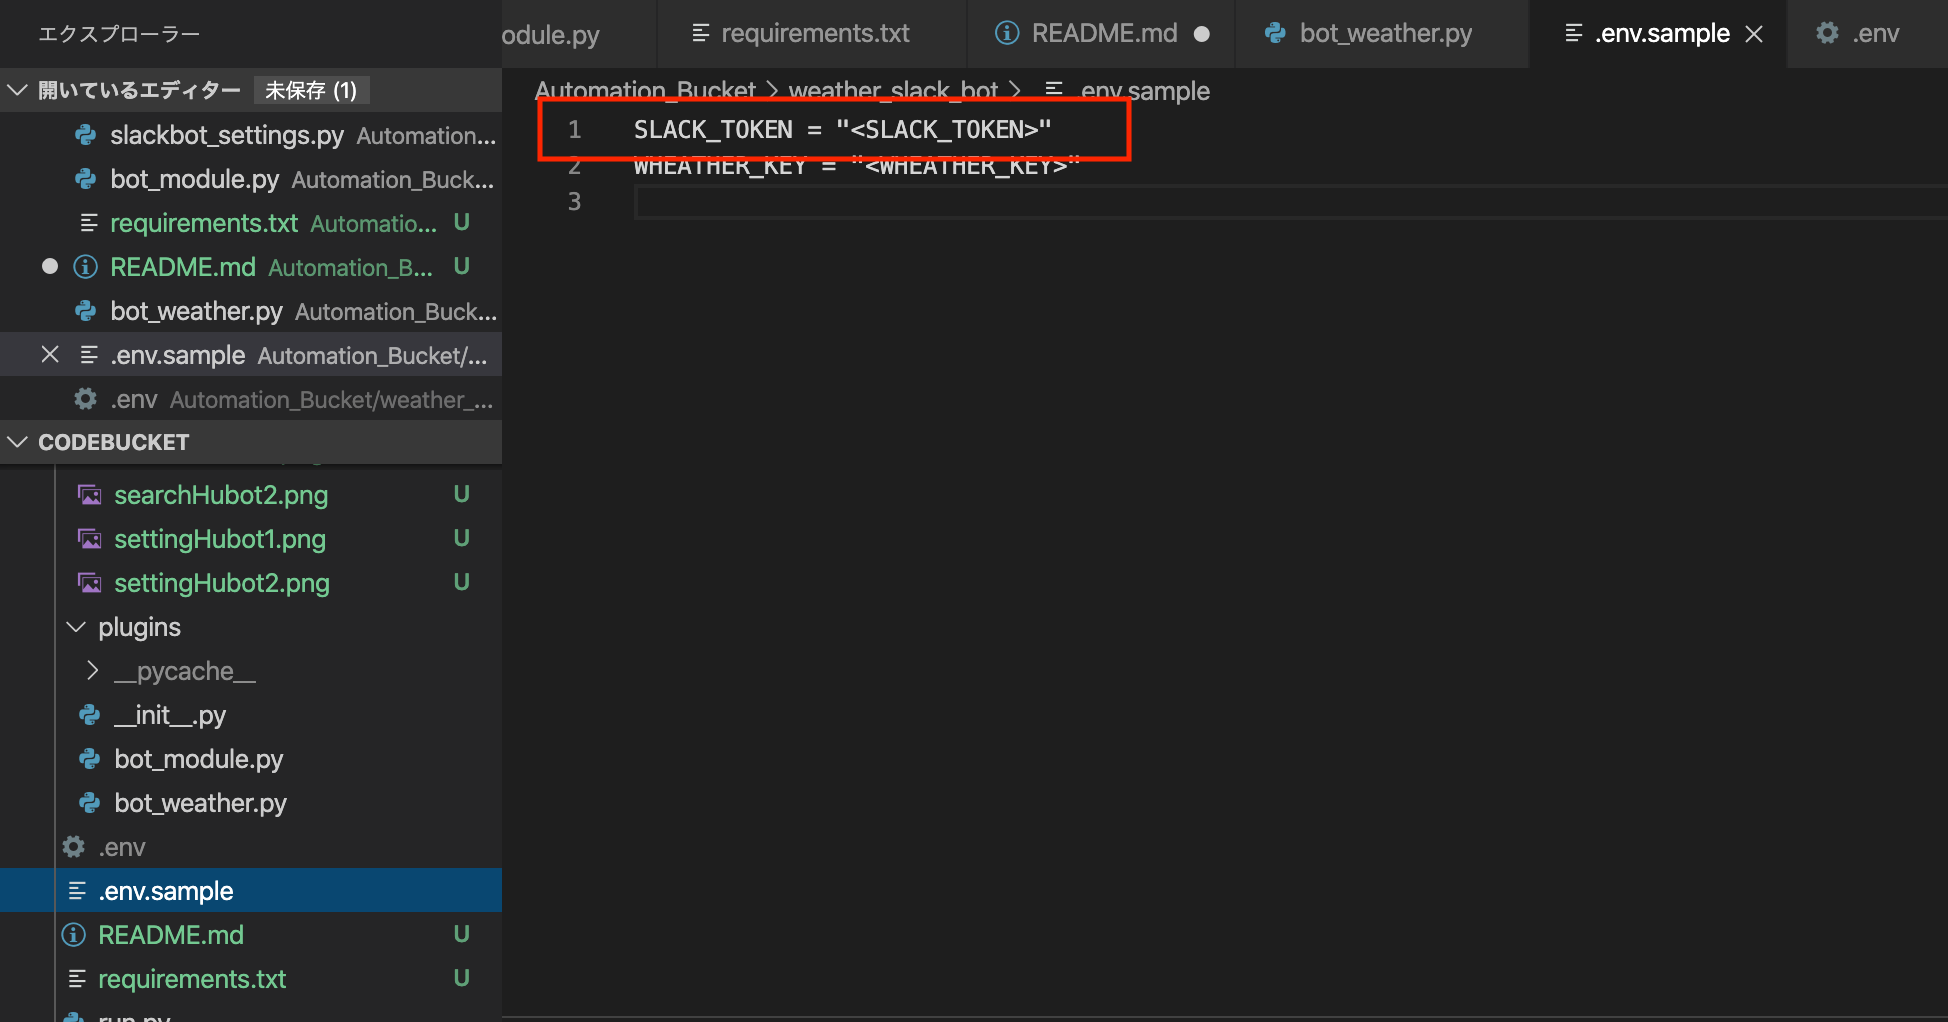 エクスプローラー
開いているエディター 未保存 (1)
slackbot_settings.py Automation...
bot_module.py Automation_Buck...
requirements.txt Automatio... U
README.md Automation_B... U
bot_weather.py Automation_Buck...
.env.sample Automation_Bucket/...
.env Automation_Bucket/weather_...
CODEBUCKET
searchHubot2.png U
settingHubot1.png U
settingHubot2.png U
plugins
__pycache__
__init__.py
bot_module.py
bot_weather.py
.env
.env.sample
README.md U
requirements.txt U
run.py
odule.py requirements.txt README.md bot_weather.py .env.sample .env
Automation_Bucket > weather_slack_bot > .env.sample
1 SLACK_TOKEN = "<SLACK_TOKEN>"
2 WHEATHER_KEY = "<WHEATHER_KEY>"
3